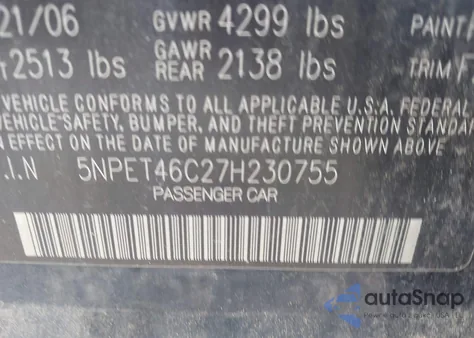 21/06 GVWR 4299 lbs PAINT
2513 lbs GAWR REAR 2138 lbs TRIM F
VEHICLE CONFORMS TO ALL APPLICABLE U.S.A. FEDERAL
SAFETY, BUMPER, AND THEFT PREVENTION STANDA
IN EFFECT ON THE DATE OF MANUFACTURE SHOWN ABOVE
.I.N 5NPET46C27H230755
PASSENGER CAR
autoSnap